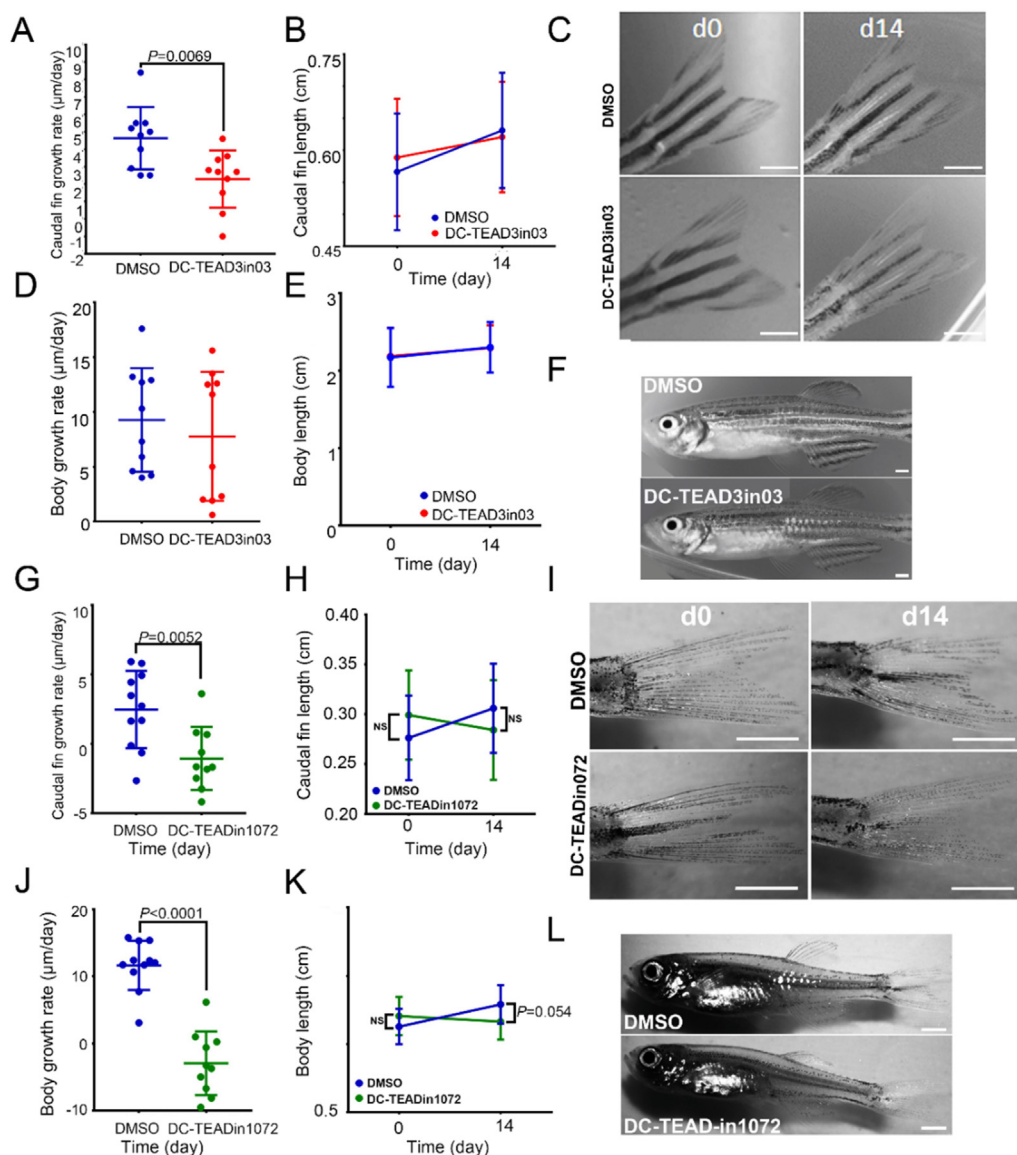 A
Caudal fin growth rate (µm/day)
10
9
8
7
6
5
4
3
2
1
0
-1
-2
P=0.0069
DMSO
DC-TEAD3in03
B
Caudal fin length (cm)
0.75
0.60
0.45
DMSO
DC-TEAD3in03
0
14
Time (day)
C
d0
d14
DMSO
DC-TEAD3in03
D
Body growth rate (µm/day)
20
15
10
5
0
DMSO
DC-TEAD3in03
E
Body length (cm)
3
2
1
0
DMSO
DC-TEAD3in03
0
14
Time (day)
F
DMSO
DC-TEAD3in03
G
Caudal fin growth rate (µm/day)
10
5
0
-5
P=0.0052
DMSO
DC-TEADin1072
Time (day)
H
Caudal fin length (cm)
0.40
0.35
0.30
0.25
0.20
NS
NS
DMSO
DC-TEADin1072
0
14
Time (day)
I
d0
d14
DMSO
DC-TEADin072
J
Body growth rate (µm/day)
20
10
0
-10
P<0.0001
DMSO
DC-TEADin1072
Time (day)
K
Body length (cm)
0.5
NS
P=0.054
DMSO
DC-TEADin1072
0
14
Time (day)
L
DMSO
DC-TEAD-in1072